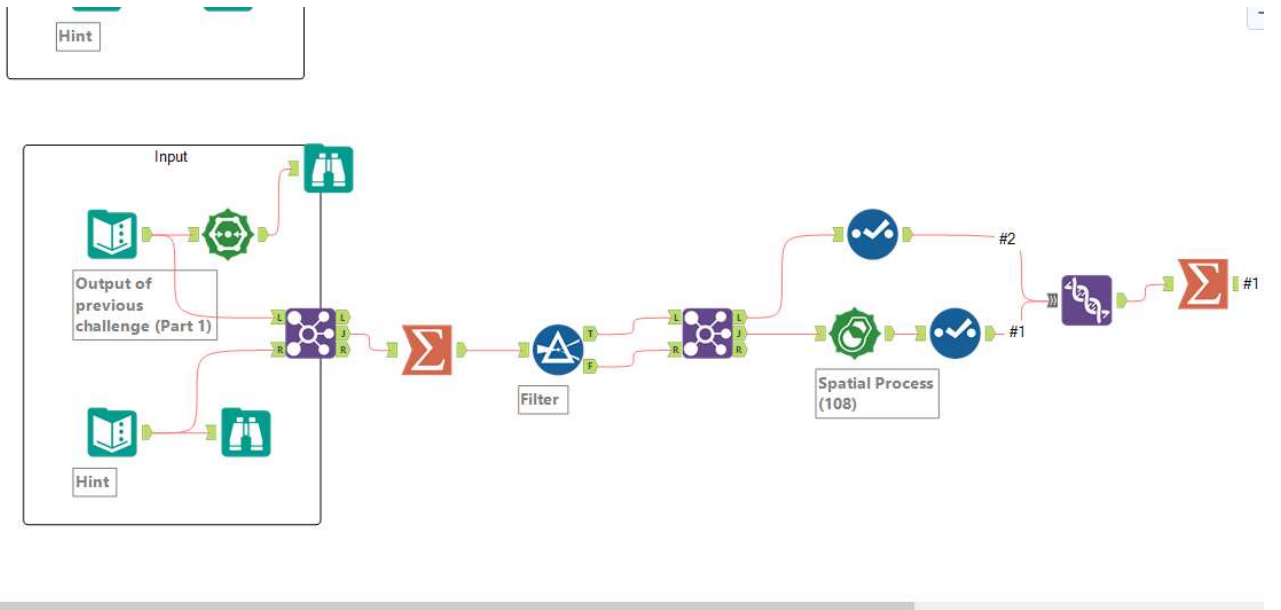 Hint
Input
Output of
previous
challenge (Part 1)
L
R
L
J
R
Hint
Filter
T
F
L
R
L
J
R
Spatial Process
(108)
#2
#1
#1